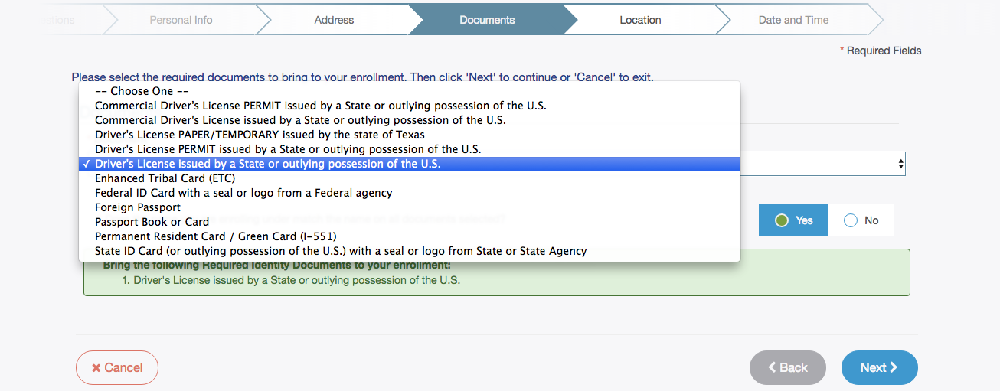 Personal Info
Address
Documents
Location
Date and Time
* Required Fields
Please select the required documents to bring to your enrollment. Then click 'Next' to continue or 'Cancel' to exit.
-- Choose One --
Commercial Driver's License PERMIT issued by a State or outlying possession of the U.S.
Commercial Driver's License issued by a State or outlying possession of the U.S.
Driver's License PAPER/TEMPORARY issued by the state of Texas
Driver's License PERMIT issued by a State or outlying possession of the U.S.
✓ Driver's License issued by a State or outlying possession of the U.S.
Enhanced Tribal Card (ETC)
Federal ID Card with a seal or logo from a Federal agency
Foreign Passport
Passport Book or Card
Permanent Resident Card / Green Card (I-551)
State ID Card (or outlying possession of the U.S.) with a seal or logo from State or State Agency
Yes
No
Bring the following Required Identity Documents to your enrollment:
1. Driver's License issued by a State or outlying possession of the U.S.
Cancel
Back
Next